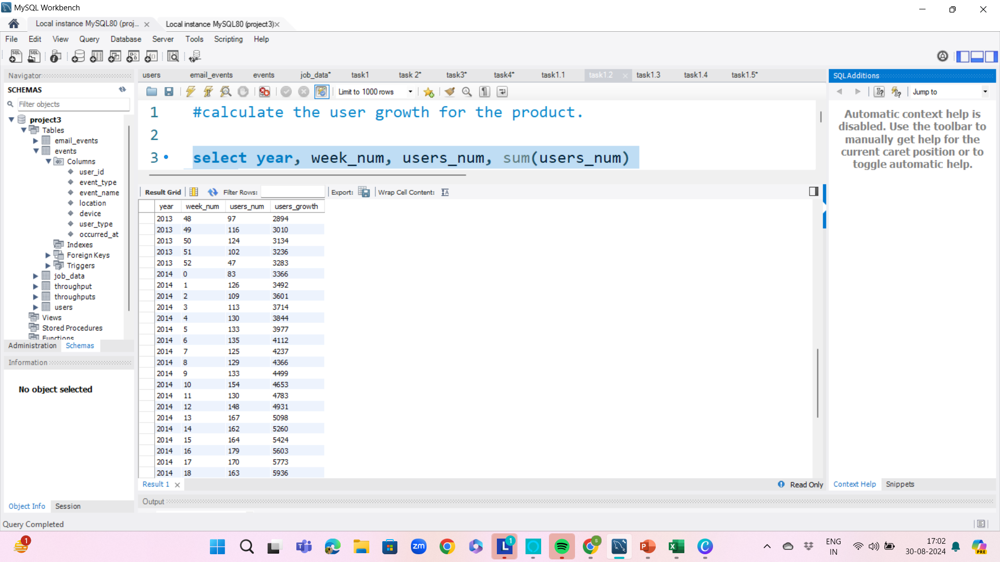 MySQL Workbench
Local instance MySQL80 (proj...
Local instance MySQL80 (project3)
File Edit View Query Database Server Tools Scripting Help
Navigator
SCHEMAS
Filter objects
project3
Tables
email_events
events
Columns
user_id
event_type
event_name
location
device
user_type
occurred_at
Indexes
Foreign Keys
Triggers
job_data
throughput
throughputs
users
Views
Stored Procedures
Functions
Administration Schemas
Information
No object selected
Object Info Session
Query Completed
users email_events events job_data* task1 task 2* task3* task4* task1.1 task1.2 task1.3 task1.4 task1.5*
Limit to 1000 rows
1 #calculate the user growth for the product.
2
3 select year, week_num, users_num, sum(users_num)
Result Grid Filter Rows: Export: Wrap Cell Content:
year week_num users_num users_growth
2013 48 97 2894
2013 49 116 3010
2013 50 124 3134
2013 51 102 3236
2013 52 47 3283
2014 0 83 3366
2014 1 126 3492
2014 2 109 3601
2014 3 113 3714
2014 4 130 3844
2014 5 133 3977
2014 6 135 4112
2014 7 125 4237
2014 8 129 4366
2014 9 133 4499
2014 10 154 4653
2014 11 130 4783
2014 12 148 4931
2014 13 167 5098
2014 14 162 5260
2014 15 164 5424
2014 16 179 5603
2014 17 170 5773
2014 18 163 5936
Result 1
Read Only
Output
SQLAdditions
Jump to
Automatic context help is
disabled. Use the toolbar to
manually get help for the
current caret position or to
toggle automatic help.
Context Help Snippets
1
zm
L
1
S
ENG
IN
17:02
30-08-2024
PRE